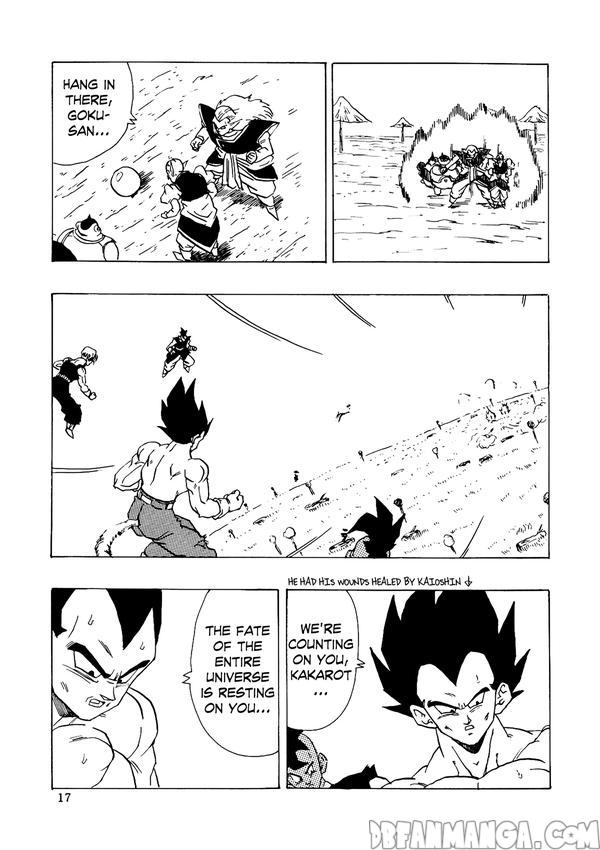 HANG IN
THERE,
GOKU-
SAN...
HE HAD HIS WOUNDS HEALED BY KAIOSHIN
WE'RE
COUNTING
ON YOU,
KAKAROT
...
THE FATE
OF THE
ENTIRE
UNIVERSE
IS RESTING
ON YOU...
17
DBFANMANGA.COM